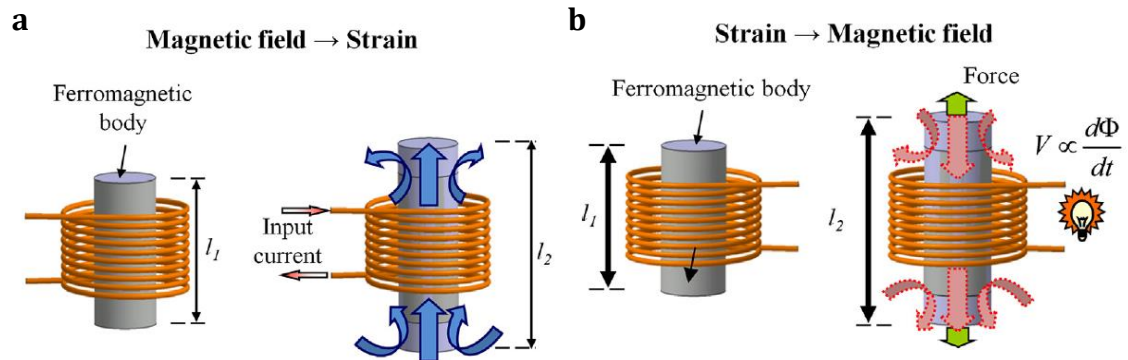 a
Magnetic field → Strain
Ferromagnetic
body
l₁
Input
current
l₂
b
Strain → Magnetic field
Ferromagnetic body
Force
l₁
l₂
V ∝ dΦ/dt